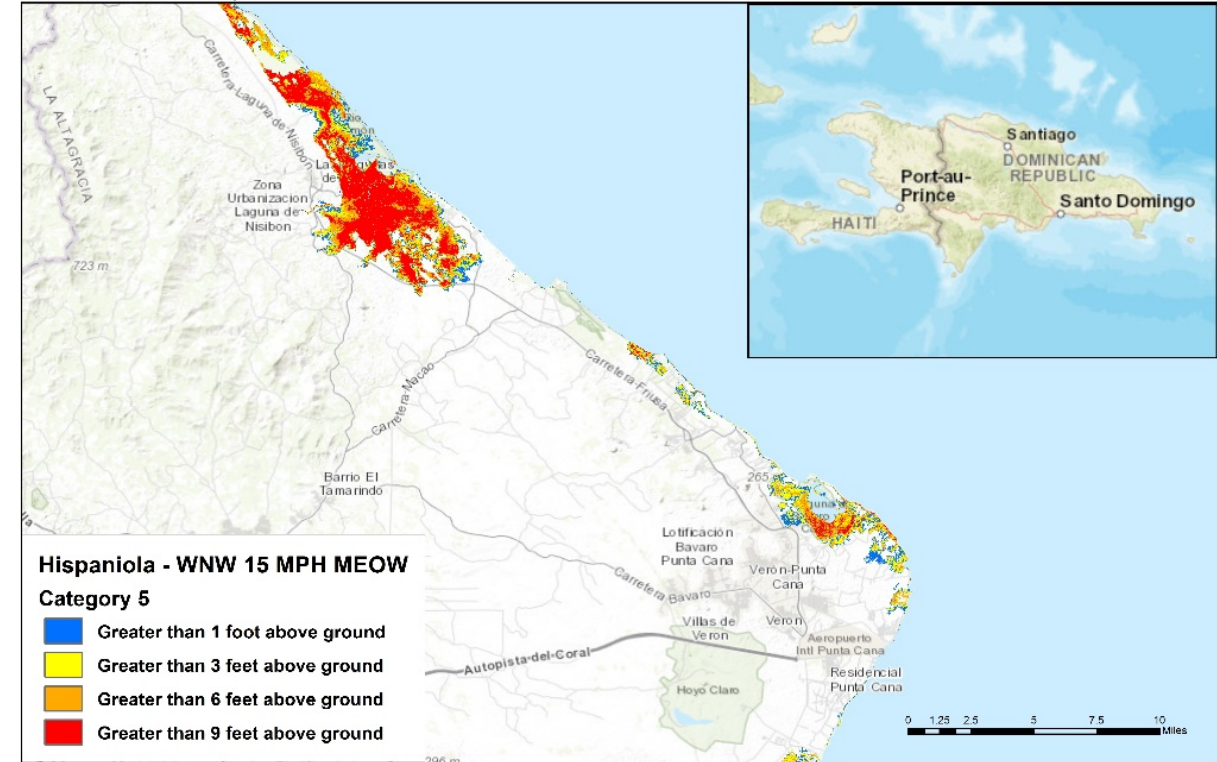 LA ALTAGRACIA
Carretera-Laguna de Nisibon
Zona
Urbanizacion
Laguna de
Nisibon
723 m
Santiago
DOMINICAN
REPUBLIC
Port-au-
Prince
Santo Domingo
HAITI
Carretera-Friusa
Carretera-Macao
Barrio El
Tamarindo
265
Lotificación
Bavaro
Punta Cana
Veron-Punta
Cana
Carretera-Bavaro
Villas de
Veron
Veron
Aeropuerto
Intl Punta Cana
Autopista-del-Coral
Residencial
Punta Cana
Hoyo Claro
296 m
0 1.25 2.5 5 7.5 10
Miles
Hispaniola - WNW 15 MPH MEOW
Category 5
Greater than 1 foot above ground
Greater than 3 feet above ground
Greater than 6 feet above ground
Greater than 9 feet above ground